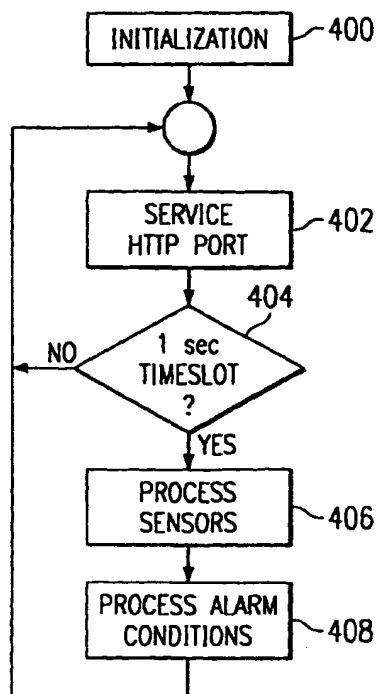 INITIALIZATION
400
SERVICE
HTTP PORT
402
404
1 sec
TIMESLOT
?
NO
YES
PROCESS
SENSORS
406
PROCESS ALARM
CONDITIONS
408